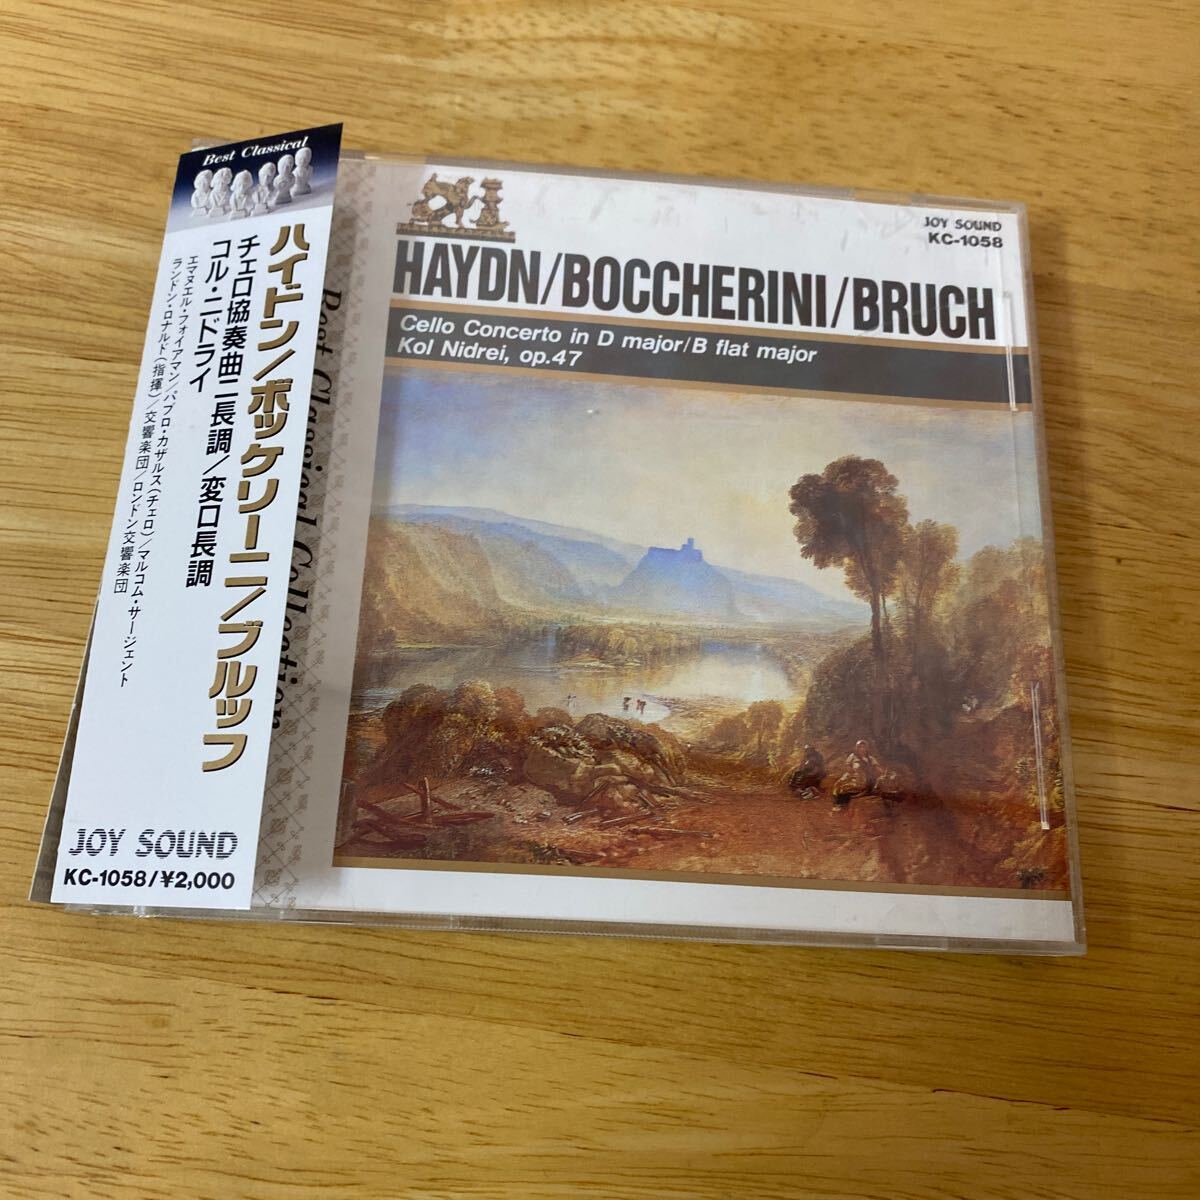 Best Classical
ハイドン/ボッケリーニ/ブルッフ
チェロ協奏曲ニ長調/変ロ長調
コル・ニドライ
エマヌエル・フォイアマン/パブロ・カザルス(チェロ)/マルコム・サージェント
ランドン・ロナルド(指揮)/交響楽団/ロンドン交響楽団
JOY SOUND
KC-1058/¥2,000
Best Classical Collection
JOY SOUND
KC-1058
HAYDN/BOCCHERINI/BRUCH
Cello Concerto in D major/B flat major
Kol Nidrei, op.47